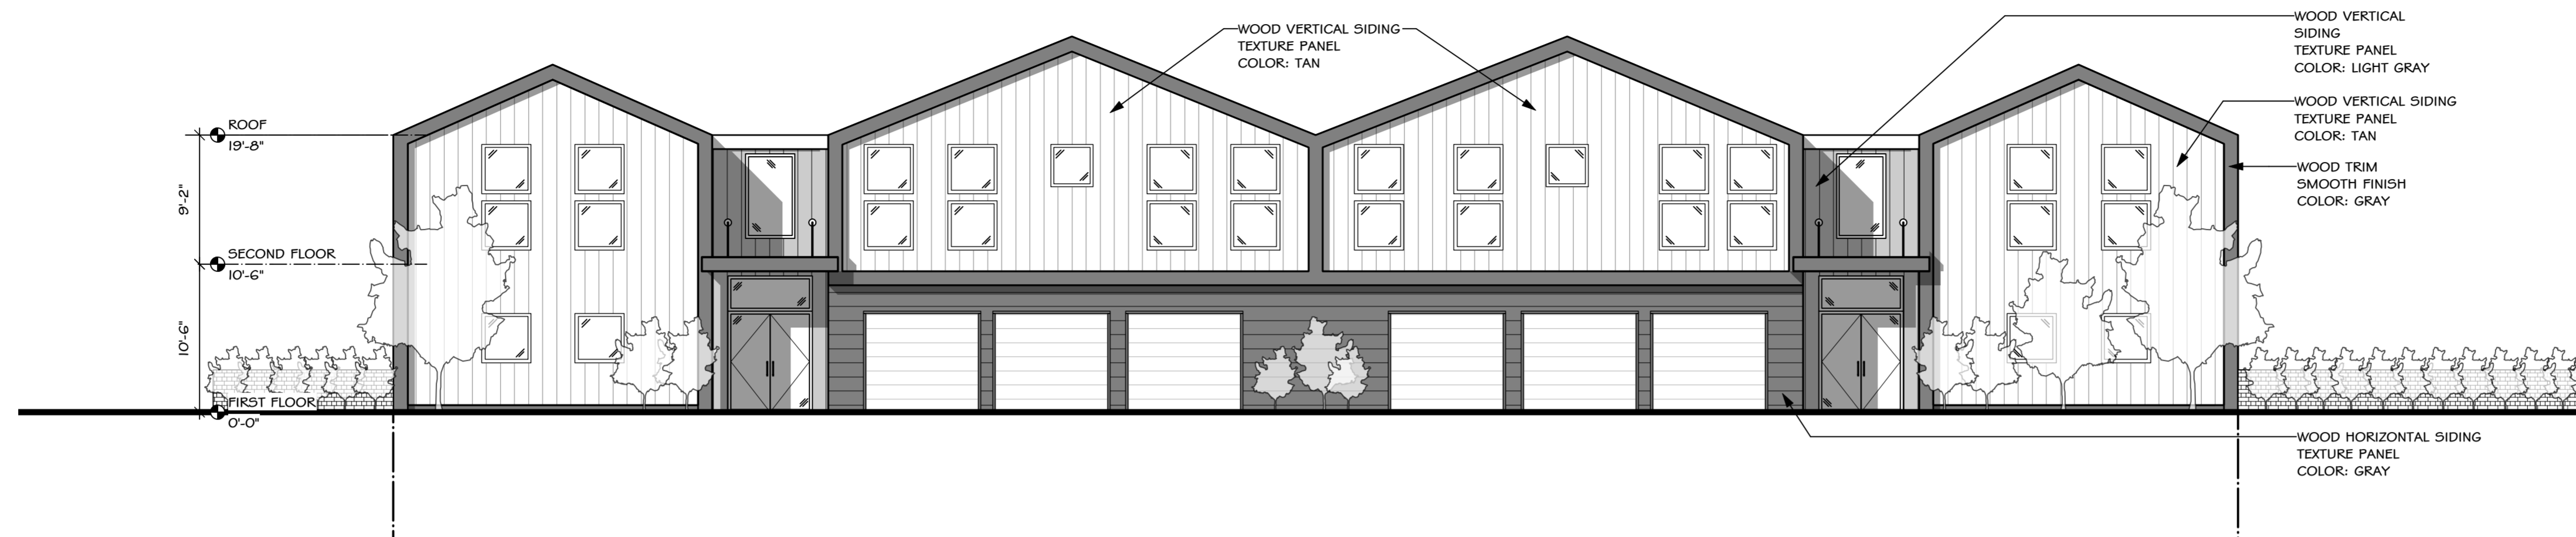 WOOD VERTICAL SIDING
TEXTURE PANEL
COLOR: TAN
WOOD VERTICAL
SIDING
TEXTURE PANEL
COLOR: LIGHT GRAY
WOOD VERTICAL SIDING
TEXTURE PANEL
COLOR: TAN
WOOD TRIM
SMOOTH FINISH
COLOR: GRAY
ROOF
19'-8"
9'-2"
SECOND FLOOR
10'-6"
10'-6"
FIRST FLOOR
0'-0"
WOOD HORIZONTAL SIDING
TEXTURE PANEL
COLOR: GRAY